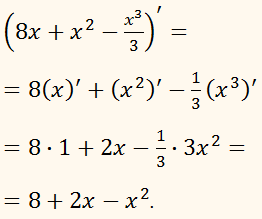 (8x + x² − x³/3)′ =
= 8(x)′ + (x²)′ − 1/3 (x³)′
= 8 · 1 + 2x − 1/3 · 3x² =
= 8 + 2x − x².